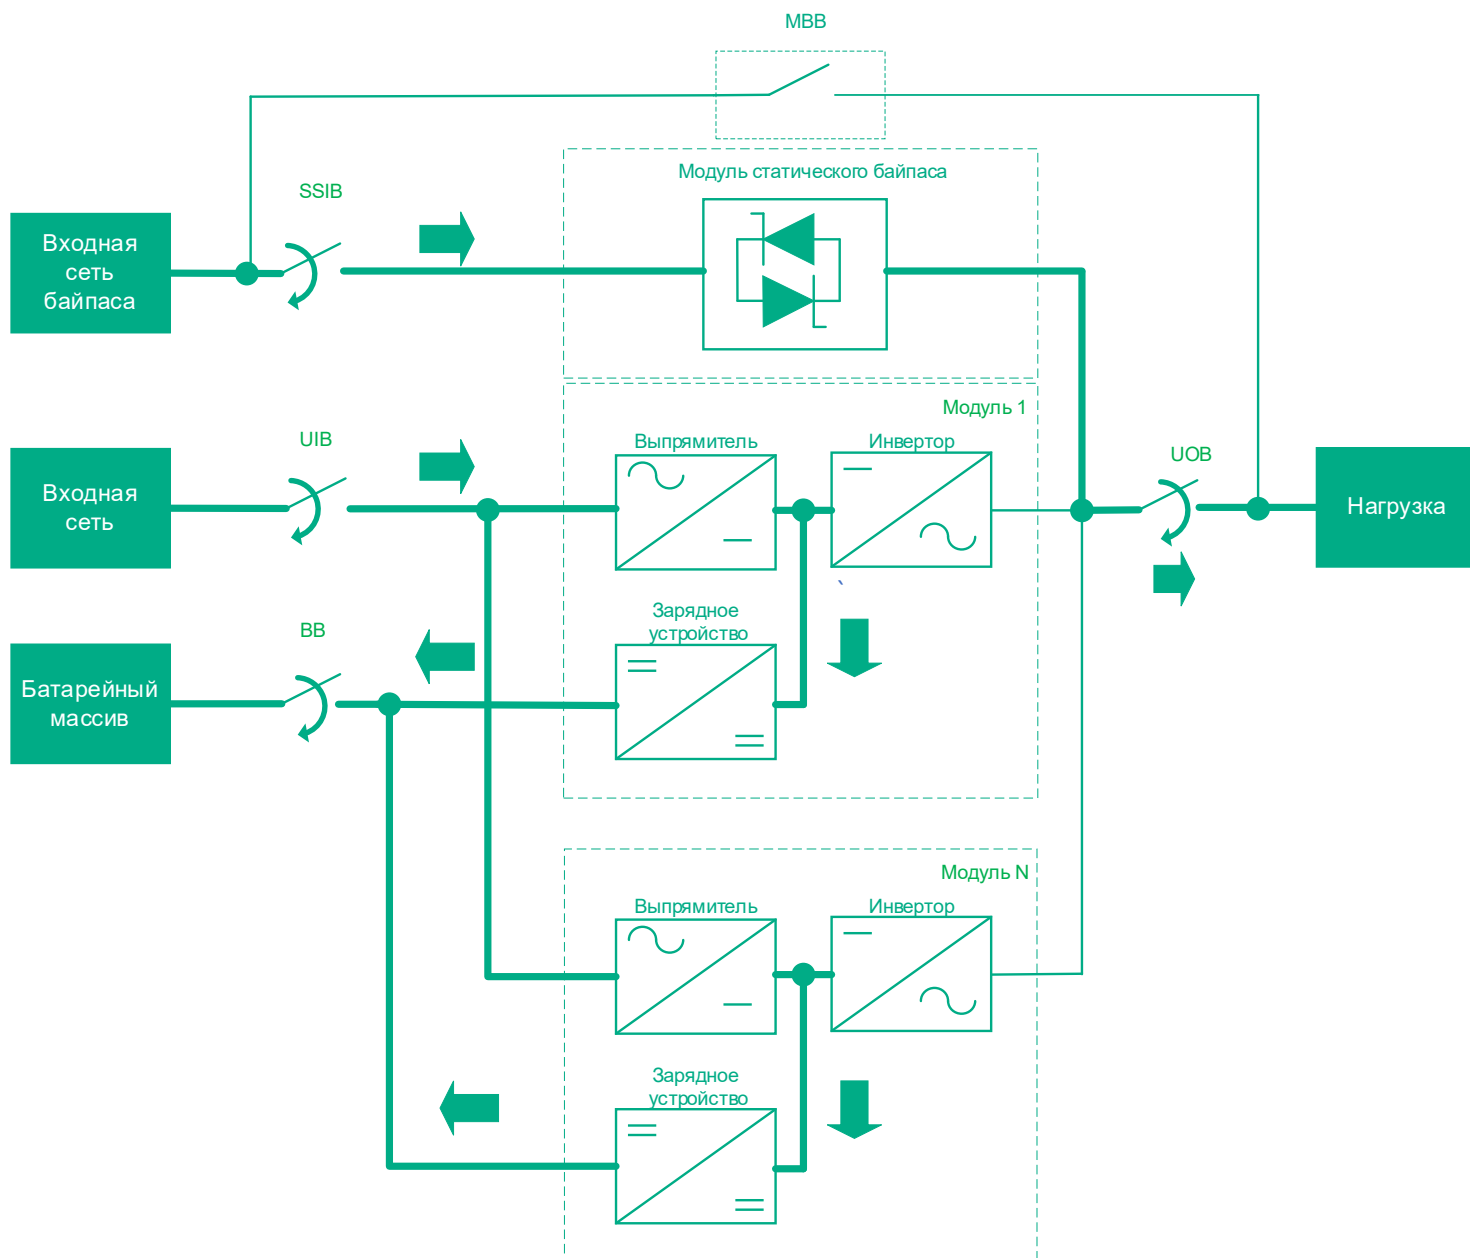 MBB
Модуль статического байпаса
SSIB
Входная
сеть
байпаса
Модуль 1
UIB
Выпрямитель
Инвертор
UOB
Входная
сеть
Нагрузка
`
BB
Зарядное
устройство
Батарейный
массив
Модуль N
Выпрямитель
Инвертор
Зарядное
устройство